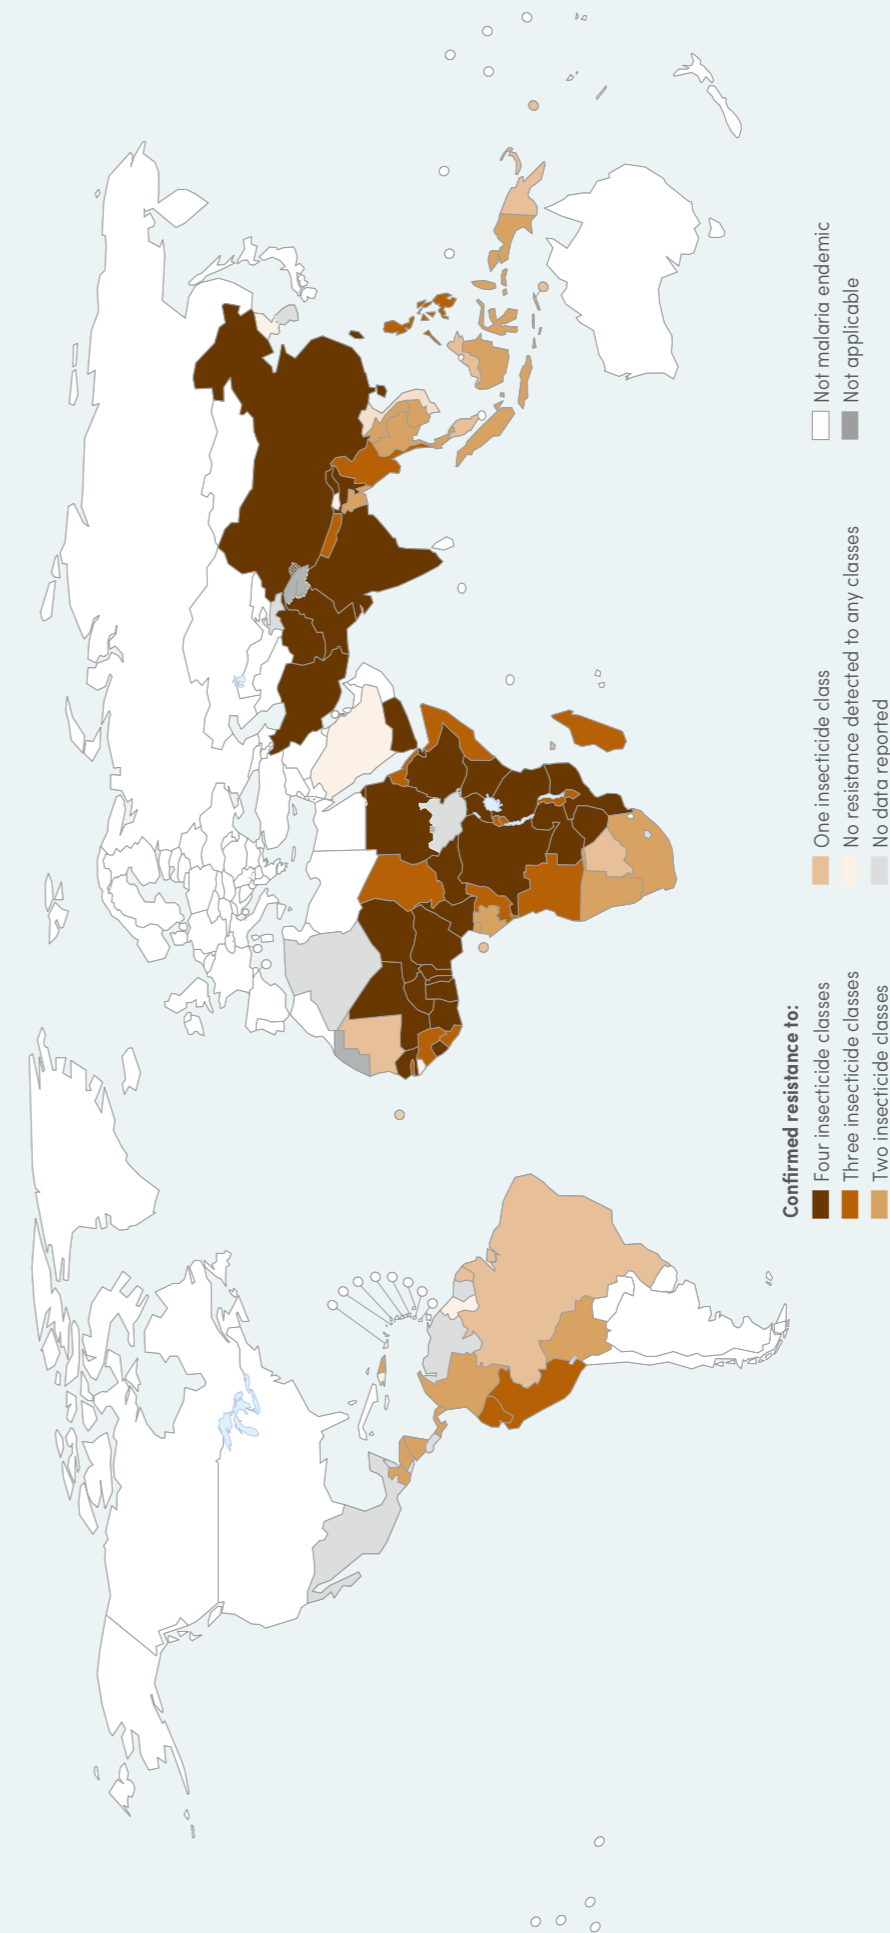 Confirmed resistance to:
Four insecticide classes
Three insecticide classes
Two insecticide classes
One insecticide class
No resistance detected to any classes
No data reported
Not malaria endemic
Not applicable